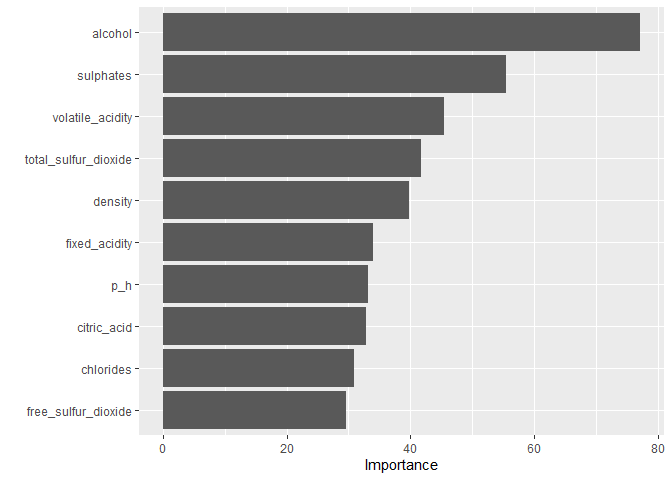 alcohol
sulphates
volatile_acidity
total_sulfur_dioxide
density
fixed_acidity
p_h
citric_acid
chlorides
free_sulfur_dioxide
0 20 40 60 80
Importance